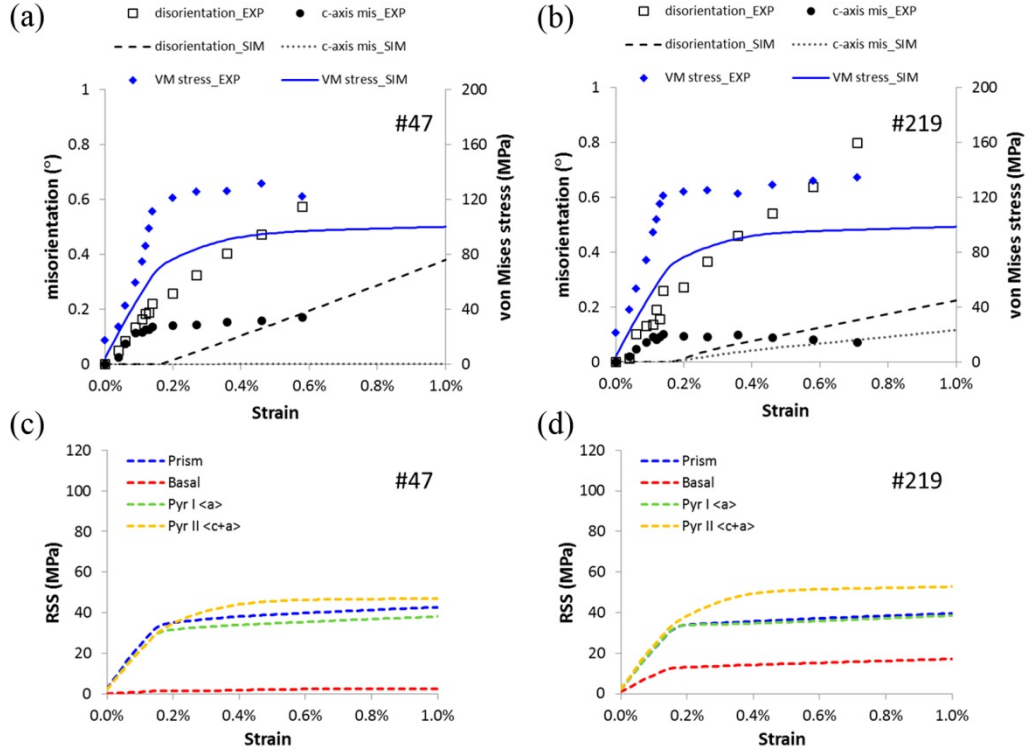 (a)
disorientation_EXP
c-axis mis_EXP
disorientation_SIM
c-axis mis_SIM
VM stress_EXP
VM stress_SIM
#47
1
0.8
0.6
0.4
0.2
0
misorientation (°)
200
160
120
80
40
0
von Mises stress (MPa)
0.0% 0.2% 0.4% 0.6% 0.8% 1.0%
Strain
(b)
disorientation_EXP
c-axis mis_EXP
disorientation_SIM
c-axis mis_SIM
VM stress_EXP
VM stress_SIM
#219
1
0.8
0.6
0.4
0.2
0
misorientation (°)
200
160
120
80
40
0
von Mises stress (MPa)
0.0% 0.2% 0.4% 0.6% 0.8% 1.0%
Strain
(c)
Prism
Basal
Pyr I <a>
Pyr II <c+a>
#47
120
100
80
60
40
20
0
RSS (MPa)
0.0% 0.2% 0.4% 0.6% 0.8% 1.0%
Strain
(d)
Prism
Basal
Pyr I <a>
Pyr II <c+a>
#219
120
100
80
60
40
20
0
RSS (MPa)
0.0% 0.2% 0.4% 0.6% 0.8% 1.0%
Strain